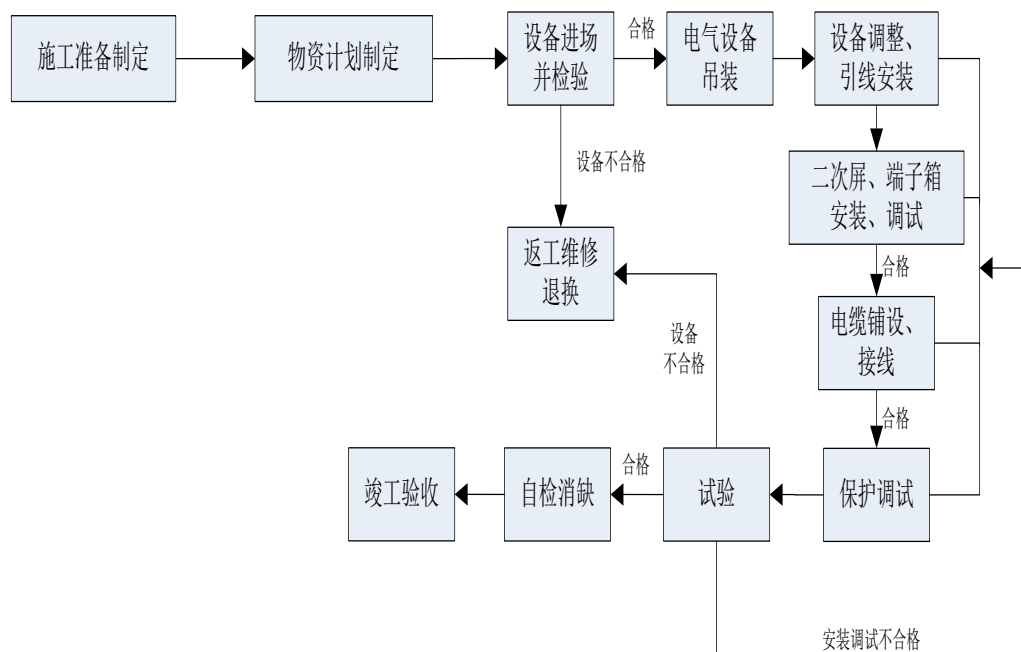 施工准备制定
物资计划制定
设备进场
并检验
合格
电气设备
吊装
设备调整、
引线安装
设备不合格
二次屏、端子箱
安装、调试
返工维修
退换
合格
电缆铺设、
接线
设备
不合格
合格
竣工验收
自检消缺
合格
试验
保护调试
安装调试不合格